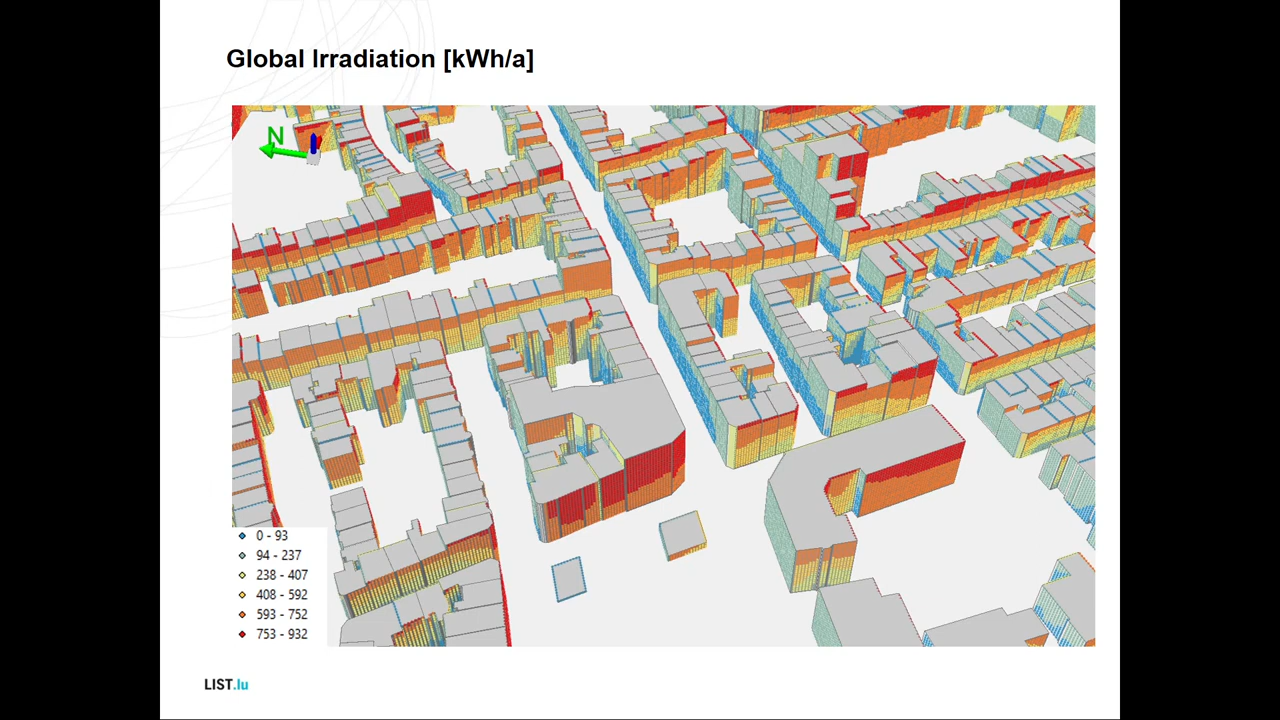 Global Irradiation [kWh/a]
N
0 - 93
94 - 237
238 - 407
408 - 592
593 - 752
753 - 932
LIST.lu